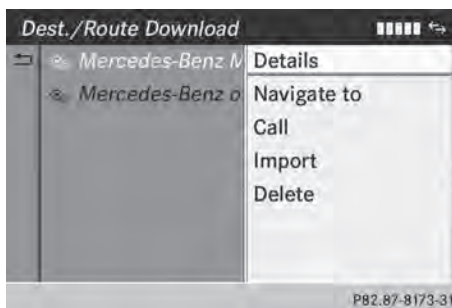 Dest./Route Download
Mercedes-Benz M
Details
Mercedes-Benz o
Navigate to
Call
Import
Delete
P82.87-8173-31